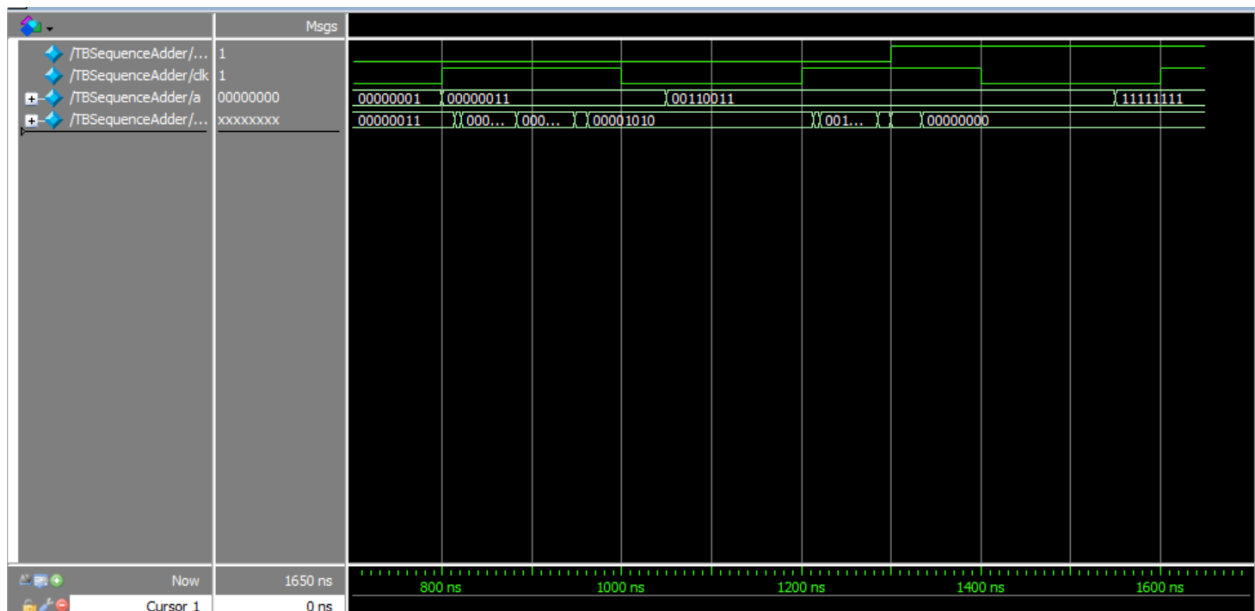 Msgs
/TBSequenceAdder/... 1
/TBSequenceAdder/clk 1
/TBSequenceAdder/a 00000000 00000001 00000011 00110011 11111111
/TBSequenceAdder/... xxxxxxxx 00000011 000... 000... 00001010 001... 00000000
Now 1650 ns 800 ns 1000 ns 1200 ns 1400 ns 1600 ns
Cursor 1 0 ns